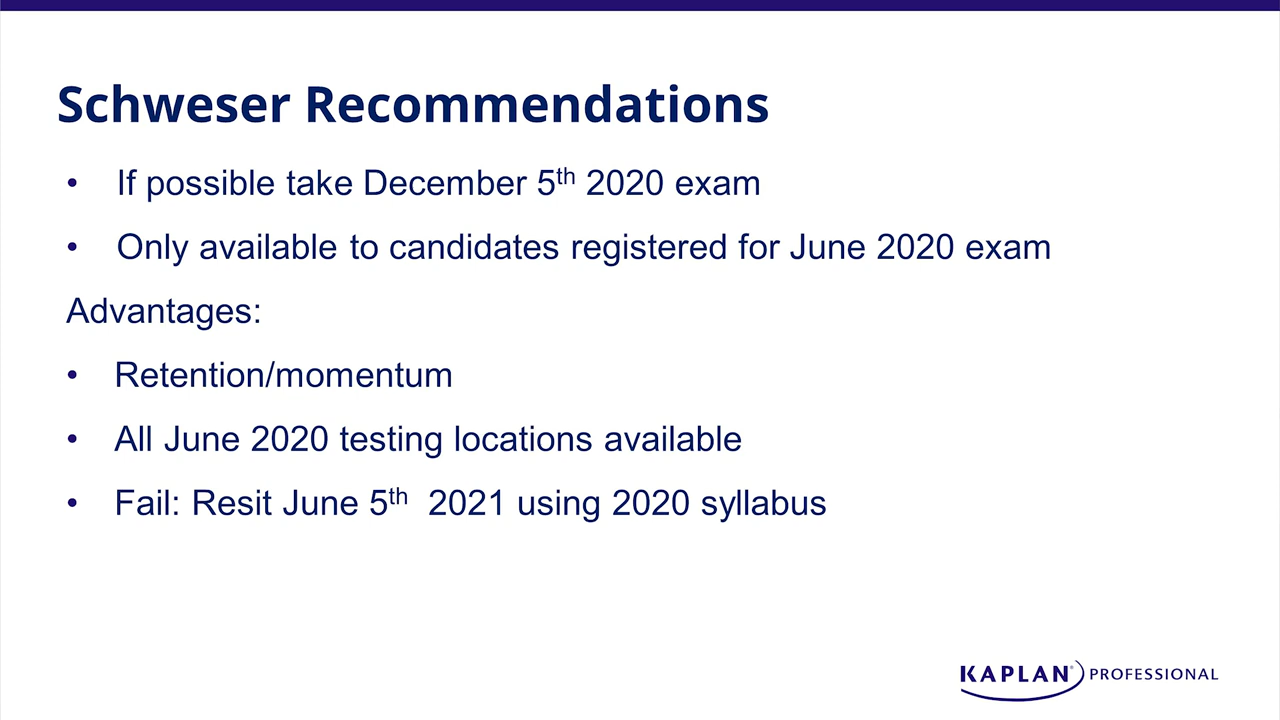 Schweser Recommendations
• If possible take December 5th 2020 exam
• Only available to candidates registered for June 2020 exam
Advantages:
• Retention/momentum
• All June 2020 testing locations available
• Fail: Resit June 5th 2021 using 2020 syllabus
KAPLAN® PROFESSIONAL